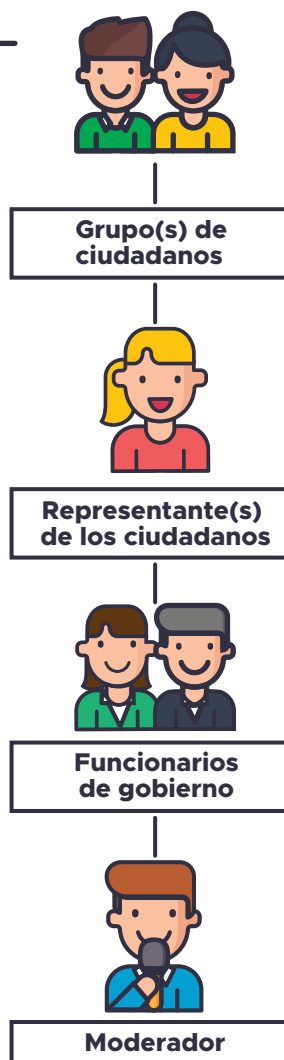 Grupo(s) de
ciudadanos
Representante(s)
de los ciudadanos
Funcionarios
de gobierno
Moderador